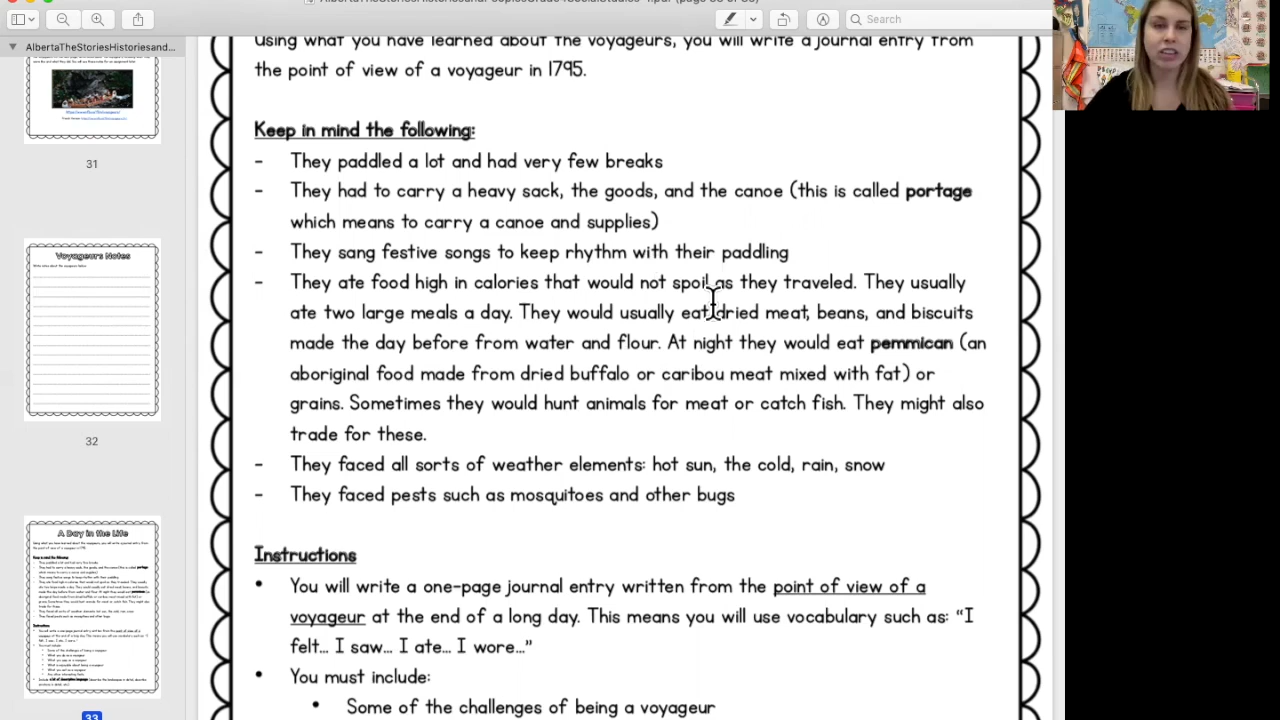 Search
AlbertaTheStoriesHistoriesand...
31
Voyageurs Notes
32
A Day in the Life
33
Using what you have learned about the voyageurs, you will write a journal entry from
the point of view of a voyageur in 1795.
Keep in mind the following:
- They paddled a lot and had very few breaks
- They had to carry a heavy sack, the goods, and the canoe (this is called portage
which means to carry a canoe and supplies)
- They sang festive songs to keep rhythm with their paddling
- They ate food high in calories that would not spoil as they traveled. They usually
ate two large meals a day. They would usually eat dried meat, beans, and biscuits
made the day before from water and flour. At night they would eat pemmican (an
aboriginal food made from dried buffalo or caribou meat mixed with fat) or
grains. Sometimes they would hunt animals for meat or catch fish. They might also
trade for these.
- They faced all sorts of weather elements: hot sun, the cold, rain, snow
- They faced pests such as mosquitoes and other bugs
Instructions
• You will write a one-page journal entry written from the point of view of a
voyageur at the end of a long day. This means you will use vocabulary such as: “I
felt... I saw... I ate... I wore...”
• You must include:
• Some of the challenges of being a voyageur